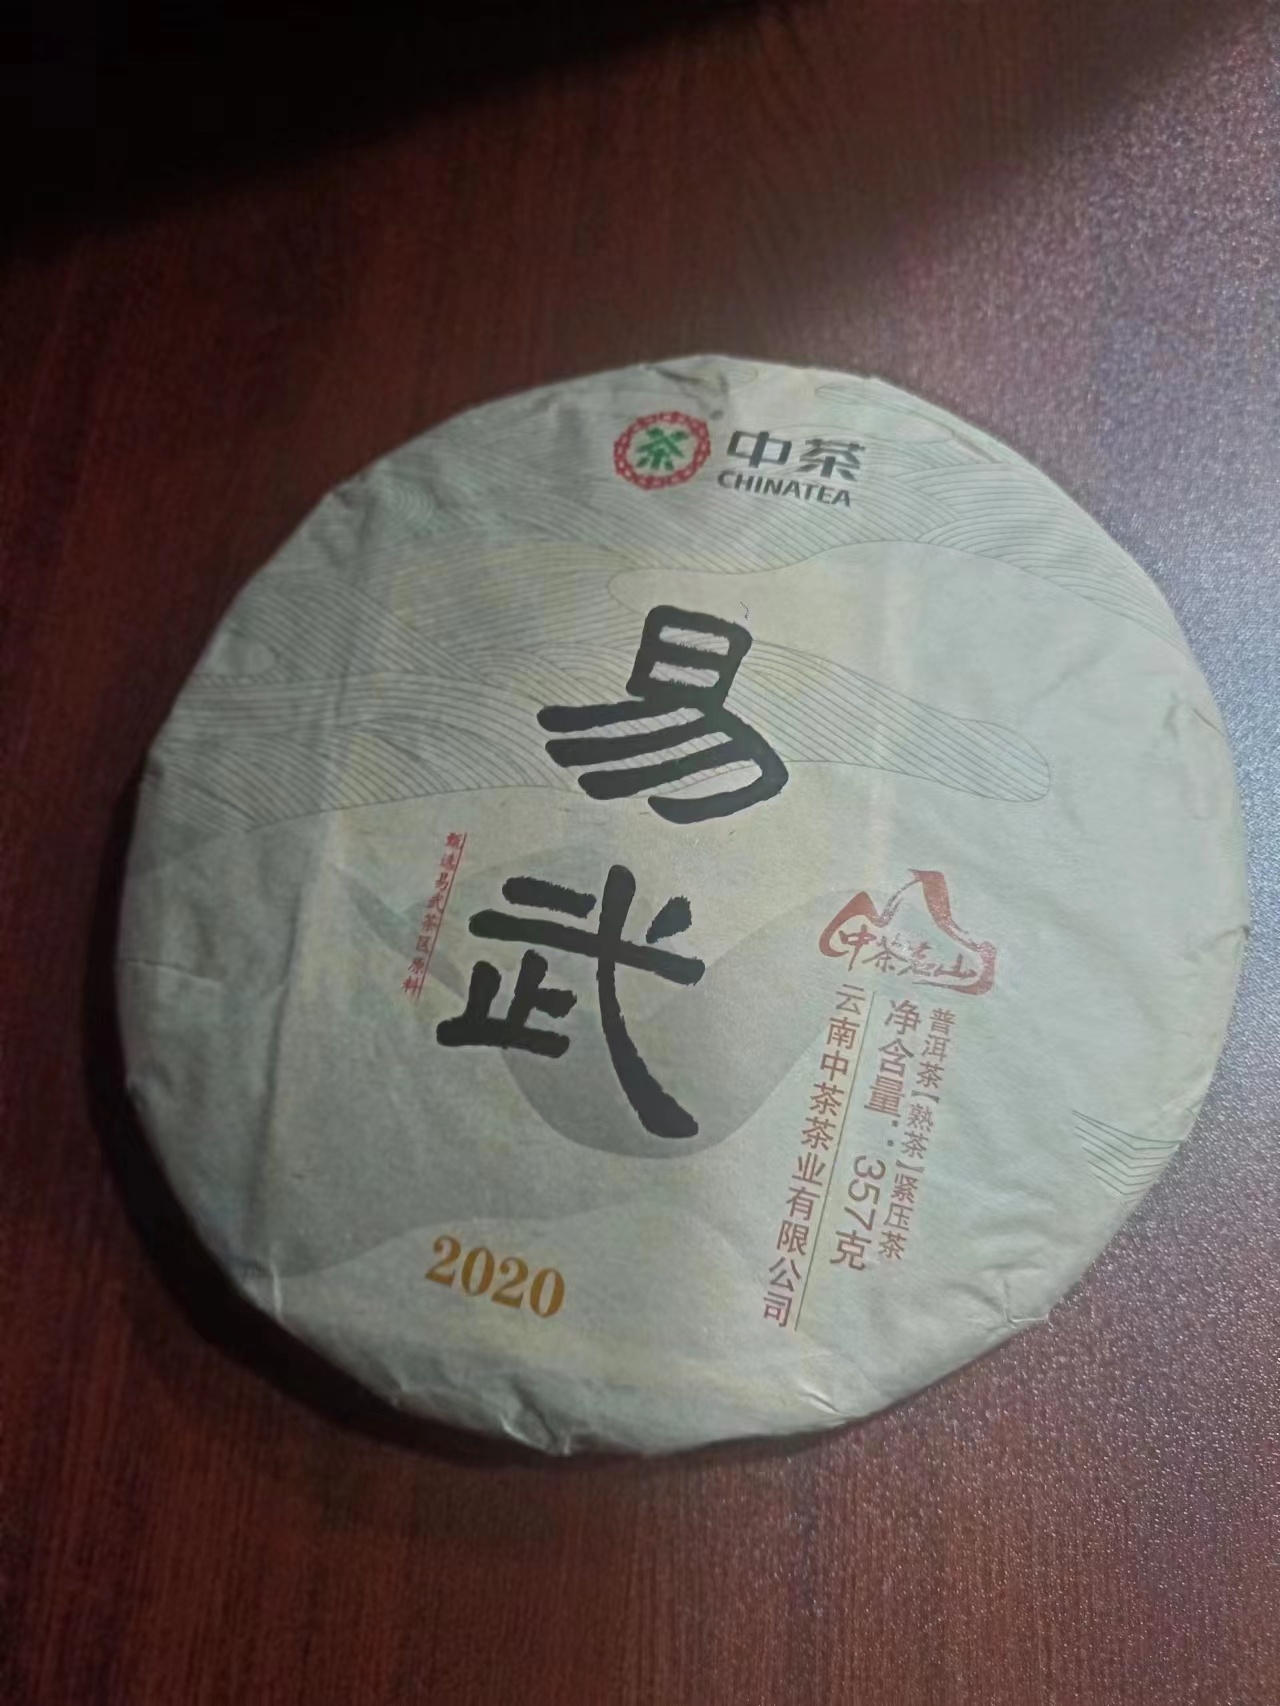 茶®
中茶
CHINATEA
易武
甄选易武茶区原料
中茶名山
普洱茶【熟茶】紧压茶
净含量：357克
云南中茶茶业有限公司
2020